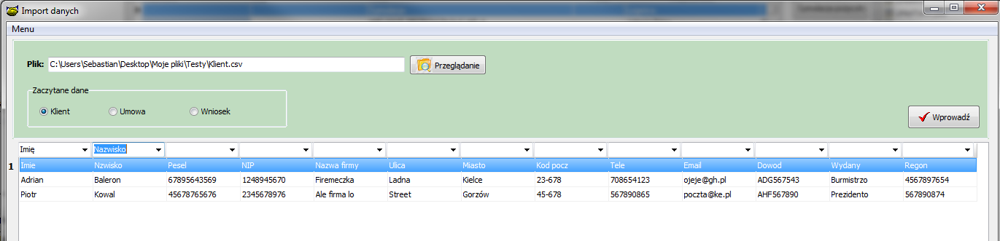 Import danych
Menu
Plik: C:\Users\Sebastian\Desktop\Moje pliki\Testy\Klient.csv Przeglądanie
Zaczytane dane
Klient Umowa Wniosek
Wprowadź
Imię Nazwisko
1 Imie Nzwisko Pesel NIP Nazwa firmy Ulica Miasto Kod pocz Tele Email Dowod Wydany Regon
Adrian Baleron 67895643569 1248945670 Firemeczka Ladna Kielce 23-678 708654123 ojeje@gh.pl ADG567543 Burmistrzo 4567897654
Piotr Kowal 45678765676 2345678976 Ale firma lo Street Gorzów 45-678 567890865 poczta@ke.pl AHF567890 Prezidento 567890874